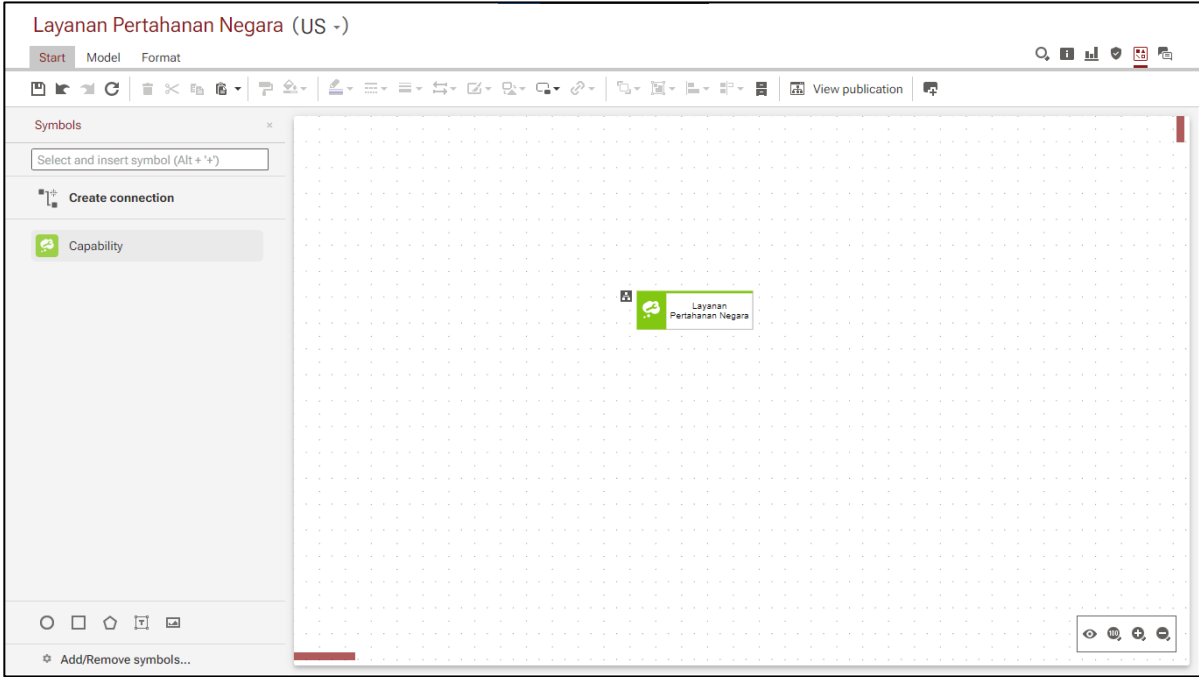 Layanan Pertahanan Negara (US -)
Start Model Format
View publication
Symbols ×
Select and insert symbol (Alt + '+')
Create connection
Capability
Layanan
Pertahanan Negara
100
Add/Remove symbols...